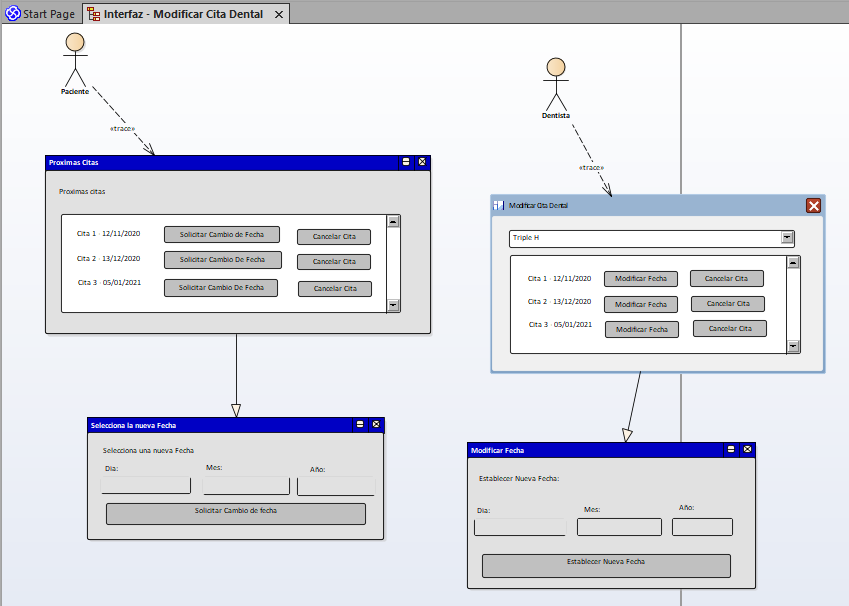 Start Page
Interfaz - Modificar Cita Dental
Paciente
«trace»
Proximas Citas
Proximas citas
Cita 1 - 12/11/2020 Solicitar Cambio de Fecha Cancelar Cita
Cita 2 - 13/12/2020 Solicitar Cambio De Fecha Cancelar Cita
Cita 3 - 05/01/2021 Solicitar Cambio De Fecha Cancelar Cita
Selecciona la nueva Fecha
Selecciona una nueva Fecha
Dia: Mes: Año:
Solicitar Cambio de fecha
Dentista
«trace»
Modificar Cita Dental
Triple H
Cita 1 - 12/11/2020 Modificar Fecha Cancelar Cita
Cita 2 - 13/12/2020 Modificar Fecha Cancelar Cita
Cita 3 - 05/01/2021 Modificar Fecha Cancelar Cita
Modificar Fecha
Establecer Nueva Fecha:
Dia: Mes: Año:
Establecer Nueva Fecha